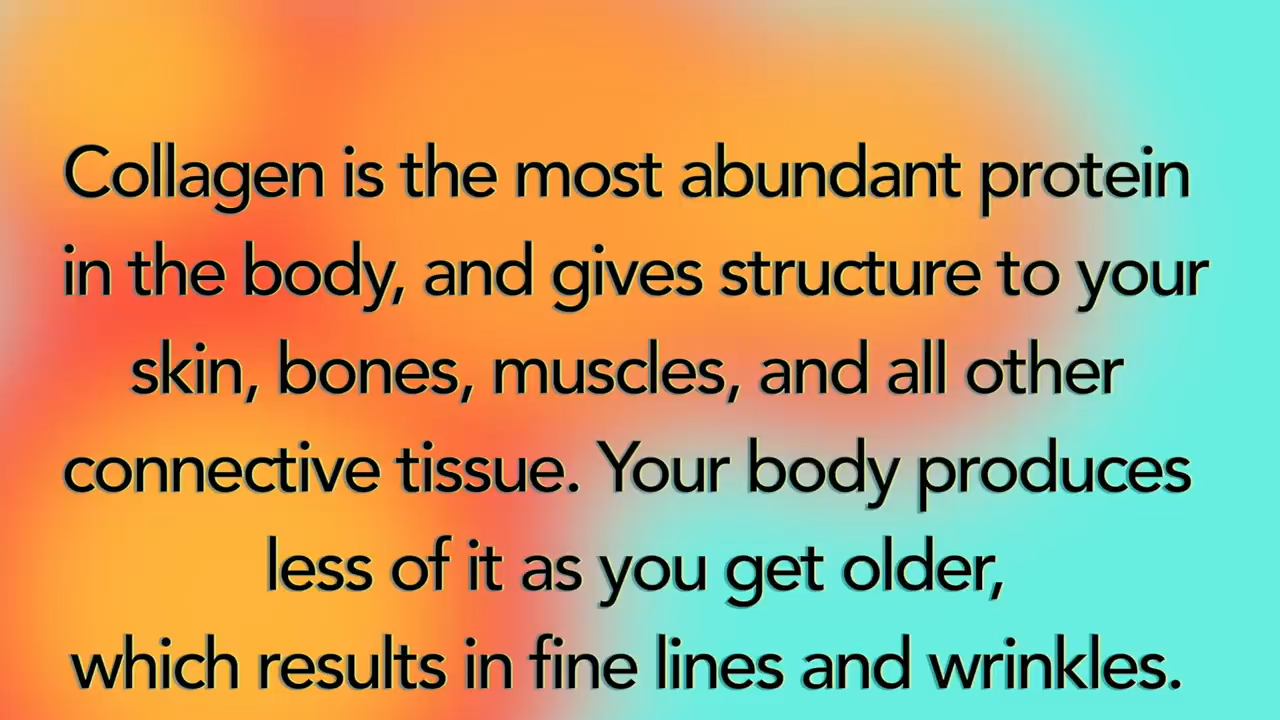 Collagen is the most abundant protein
in the body, and gives structure to your
skin, bones, muscles, and all other
connective tissue. Your body produces
less of it as you get older,
which results in fine lines and wrinkles.